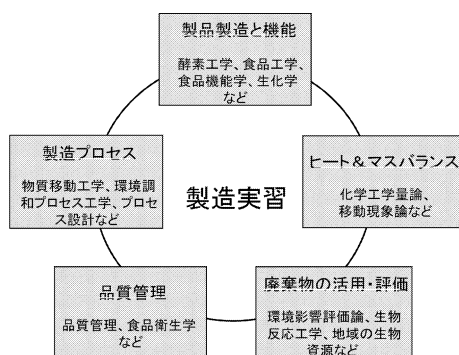 製品製造と機能
酵素工学、食品工学、
食品機能学、生化学
など
製造プロセス
物質移動工学、環境調
和プロセス工学、プロセ
ス設計など
ヒート＆マスバランス
化学工学量論、
移動現象論など
製造実習
品質管理
品質管理、食品衛生学
など
廃棄物の活用・評価
環境影響評価論、生物
反応工学、地域の生物
資源など